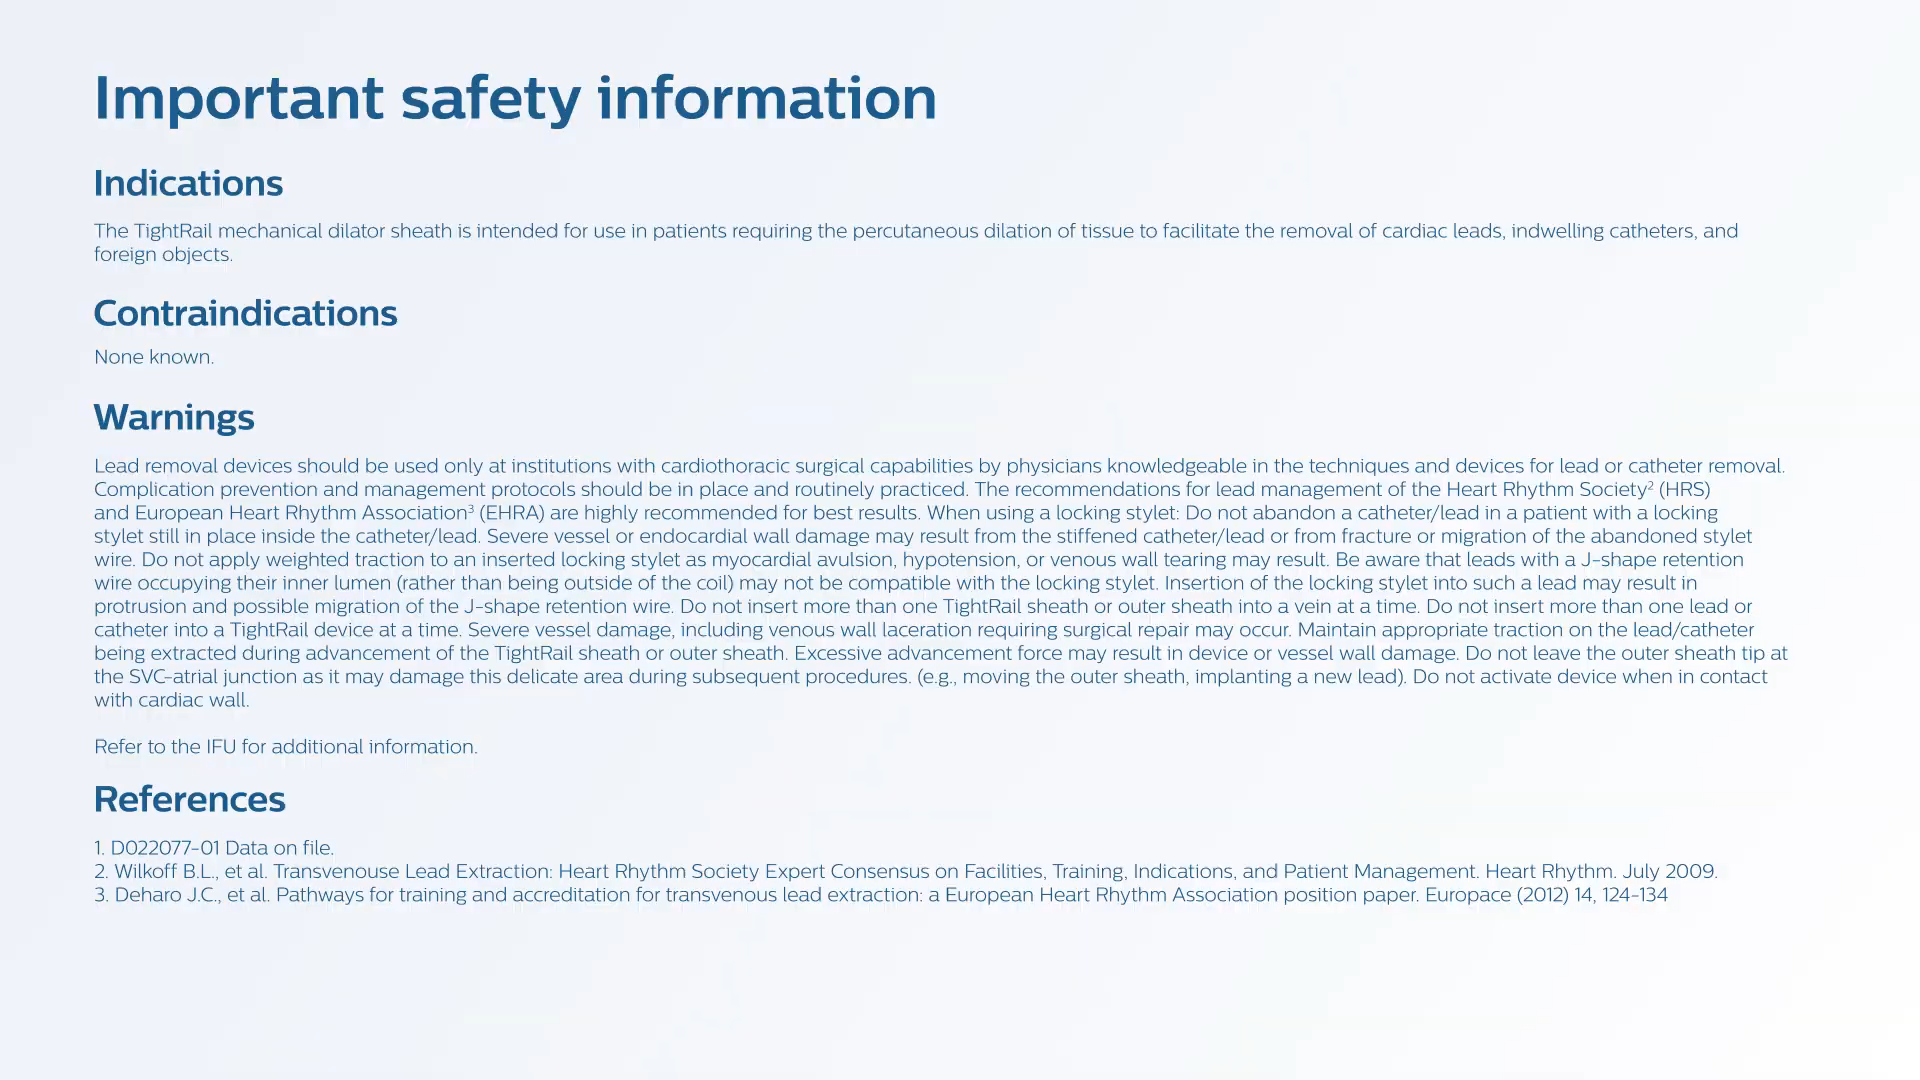 Important safety information
Indications
The TightRail mechanical dilator sheath is intended for use in patients requiring the percutaneous dilation of tissue to facilitate the removal of cardiac leads, indwelling catheters, and
foreign objects.
Contraindications
None known.
Warnings
Lead removal devices should be used only at institutions with cardiothoracic surgical capabilities by physicians knowledgeable in the techniques and devices for lead or catheter removal.
Complication prevention and management protocols should be in place and routinely practiced. The recommendations for lead management of the Heart Rhythm Society² (HRS)
and European Heart Rhythm Association³ (EHRA) are highly recommended for best results. When using a locking stylet: Do not abandon a catheter/lead in a patient with a locking
stylet still in place inside the catheter/lead. Severe vessel or endocardial wall damage may result from the stiffened catheter/lead or from fracture or migration of the abandoned stylet
wire. Do not apply weighted traction to an inserted locking stylet as myocardial avulsion, hypotension, or venous wall tearing may result. Be aware that leads with a J-shape retention
wire occupying their inner lumen (rather than being outside of the coil) may not be compatible with the locking stylet. Insertion of the locking stylet into such a lead may result in
protrusion and possible migration of the J-shape retention wire. Do not insert more than one TightRail sheath or outer sheath into a vein at a time. Do not insert more than one lead or
catheter into a TightRail device at a time. Severe vessel damage, including venous wall laceration requiring surgical repair may occur. Maintain appropriate traction on the lead/catheter
being extracted during advancement of the TightRail sheath or outer sheath. Excessive advancement force may result in device or vessel wall damage. Do not leave the outer sheath tip at
the SVC-atrial junction as it may damage this delicate area during subsequent procedures. (e.g., moving the outer sheath, implanting a new lead). Do not activate device when in contact
with cardiac wall.
Refer to the IFU for additional information.
References
1. D022077-01 Data on file.
2. Wilkoff B.L., et al. Transvenouse Lead Extraction: Heart Rhythm Society Expert Consensus on Facilities, Training, Indications, and Patient Management. Heart Rhythm. July 2009.
3. Deharo J.C., et al. Pathways for training and accreditation for transvenous lead extraction: a European Heart Rhythm Association position paper. Europace (2012) 14, 124-134